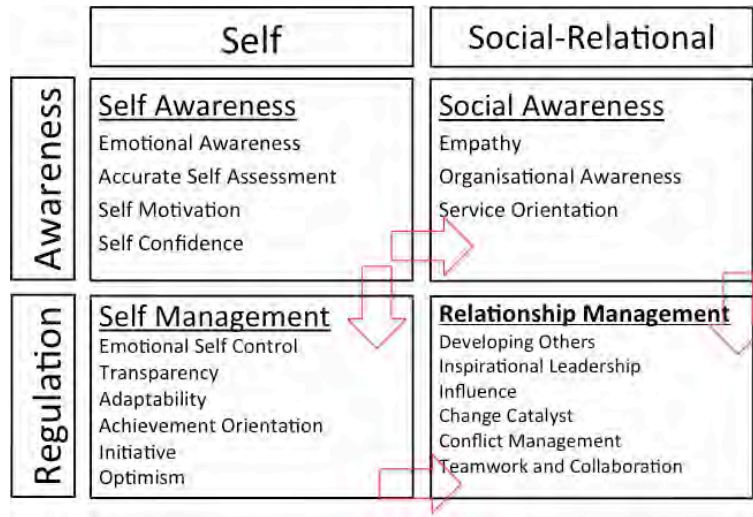 Self
Social-Relational
Awareness
Self Awareness
Emotional Awareness
Accurate Self Assessment
Self Motivation
Self Confidence
Social Awareness
Empathy
Organisational Awareness
Service Orientation
Regulation
Self Management
Emotional Self Control
Transparency
Adaptability
Achievement Orientation
Initiative
Optimism
Relationship Management
Developing Others
Inspirational Leadership
Influence
Change Catalyst
Conflict Management
Teamwork and Collaboration